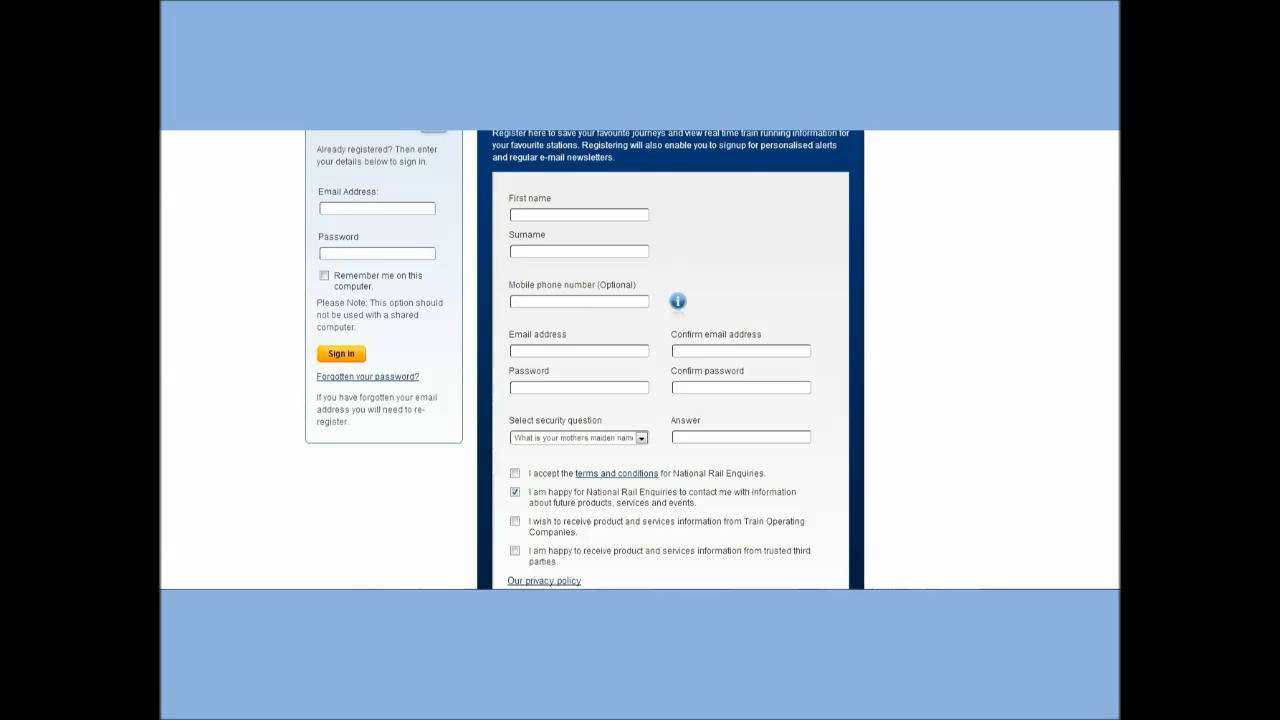 Already registered? Then enter
your details below to sign in.
Email Address:
Password
Remember me on this
computer.
Please Note: This option should
not be used with a shared
computer.
Sign in
Forgotten your password?
If you have forgotten your email
address you will need to re-
register.
Register here to save your favourite journeys and view real time train running information for
your favourite stations. Registering will also enable you to signup for personalised alerts
and regular e-mail newsletters.
First name
Surname
Mobile phone number (Optional)
i
Email address
Confirm email address
Password
Confirm password
Select security question
Answer
What is your mothers maiden nam
I accept the terms and conditions for National Rail Enquiries.
I am happy for National Rail Enquiries to contact me with information
about future products, services and events.
I wish to receive product and services information from Train Operating
Companies.
I am happy to receive product and services information from trusted third
parties.
Our privacy policy